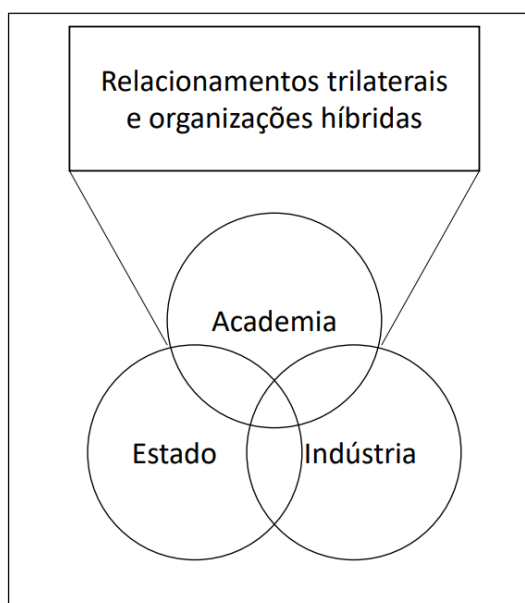 Relacionamentos trilaterais
e organizações híbridas
Academia
Estado
Indústria